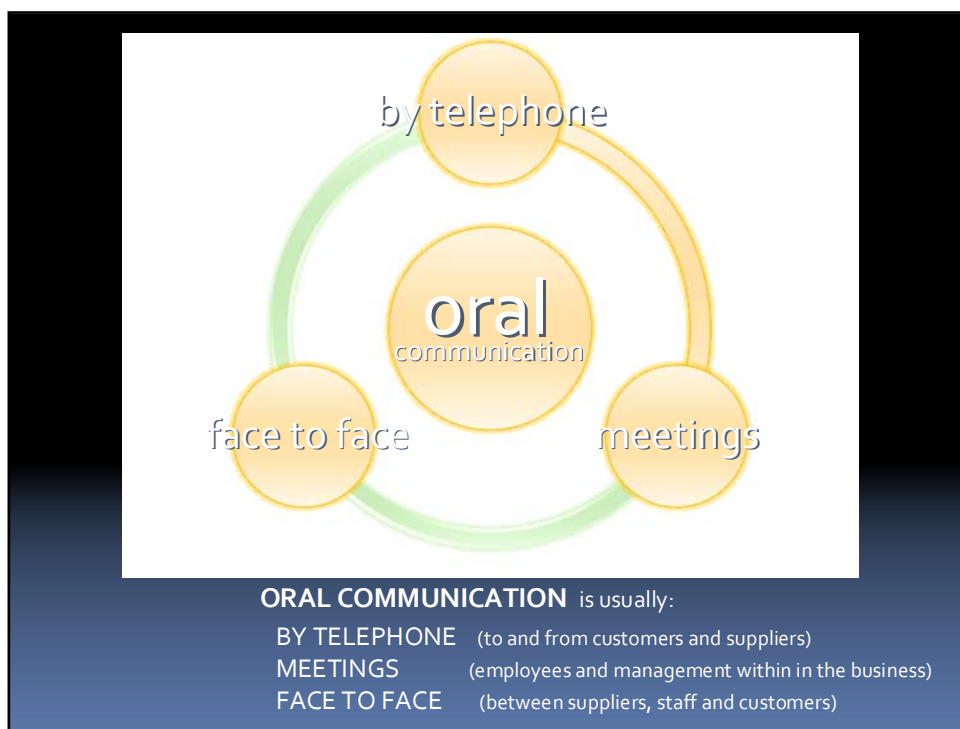 by telephone
oral
communication
face to face
meetings
ORAL COMMUNICATION is usually:
BY TELEPHONE (to and from customers and suppliers)
MEETINGS (employees and management within in the business)
FACE TO FACE (between suppliers, staff and customers)